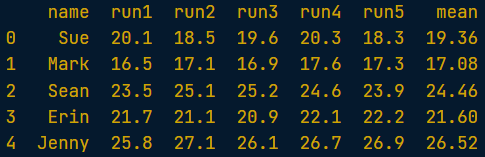 name run1 run2 run3 run4 run5 mean
0 Sue 20.1 18.5 19.6 20.3 18.3 19.36
1 Mark 16.5 17.1 16.9 17.6 17.3 17.08
2 Sean 23.5 25.1 25.2 24.6 23.9 24.46
3 Erin 21.7 21.1 20.9 22.1 22.2 21.60
4 Jenny 25.8 27.1 26.1 26.7 26.9 26.52